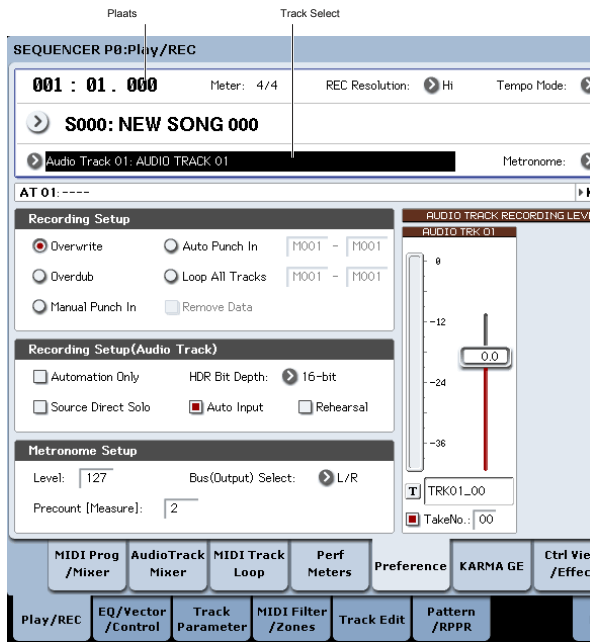 Plaats
Track Select
SEQUENCER P0:Play/REC
001 : 01 . 000 Meter: 4/4 REC Resolution: Hi Tempo Mode:
S000: NEW SONG 000
Audio Track 01: AUDIO TRACK 01 Metronome:
AT 01:----
Recording Setup
Overwrite Auto Punch In M001 - M001
Overdub Loop All Tracks M001 - M001
Manual Punch In Remove Data
Recording Setup(Audio Track)
Automation Only HDR Bit Depth: 16-bit
Source Direct Solo Auto Input Rehearsal
Metronome Setup
Level: 127 Bus(Output) Select: L/R
Precount [Measure]: 2
AUDIO TRACK RECORDING LEVE
AUDIO TRK 01
0
-12
0.0
-24
-36
T TRK01_00
TakeNo.: 00
MIDI Prog /Mixer
AudioTrack Mixer
MIDI Track Loop
Perf Meters
Preference
KARMA GE
Ctrl Vie /Effec
Play/REC
EQ/Vector /Control
Track Parameter
MIDI Filter /Zones
Track Edit
Pattern /RPPR